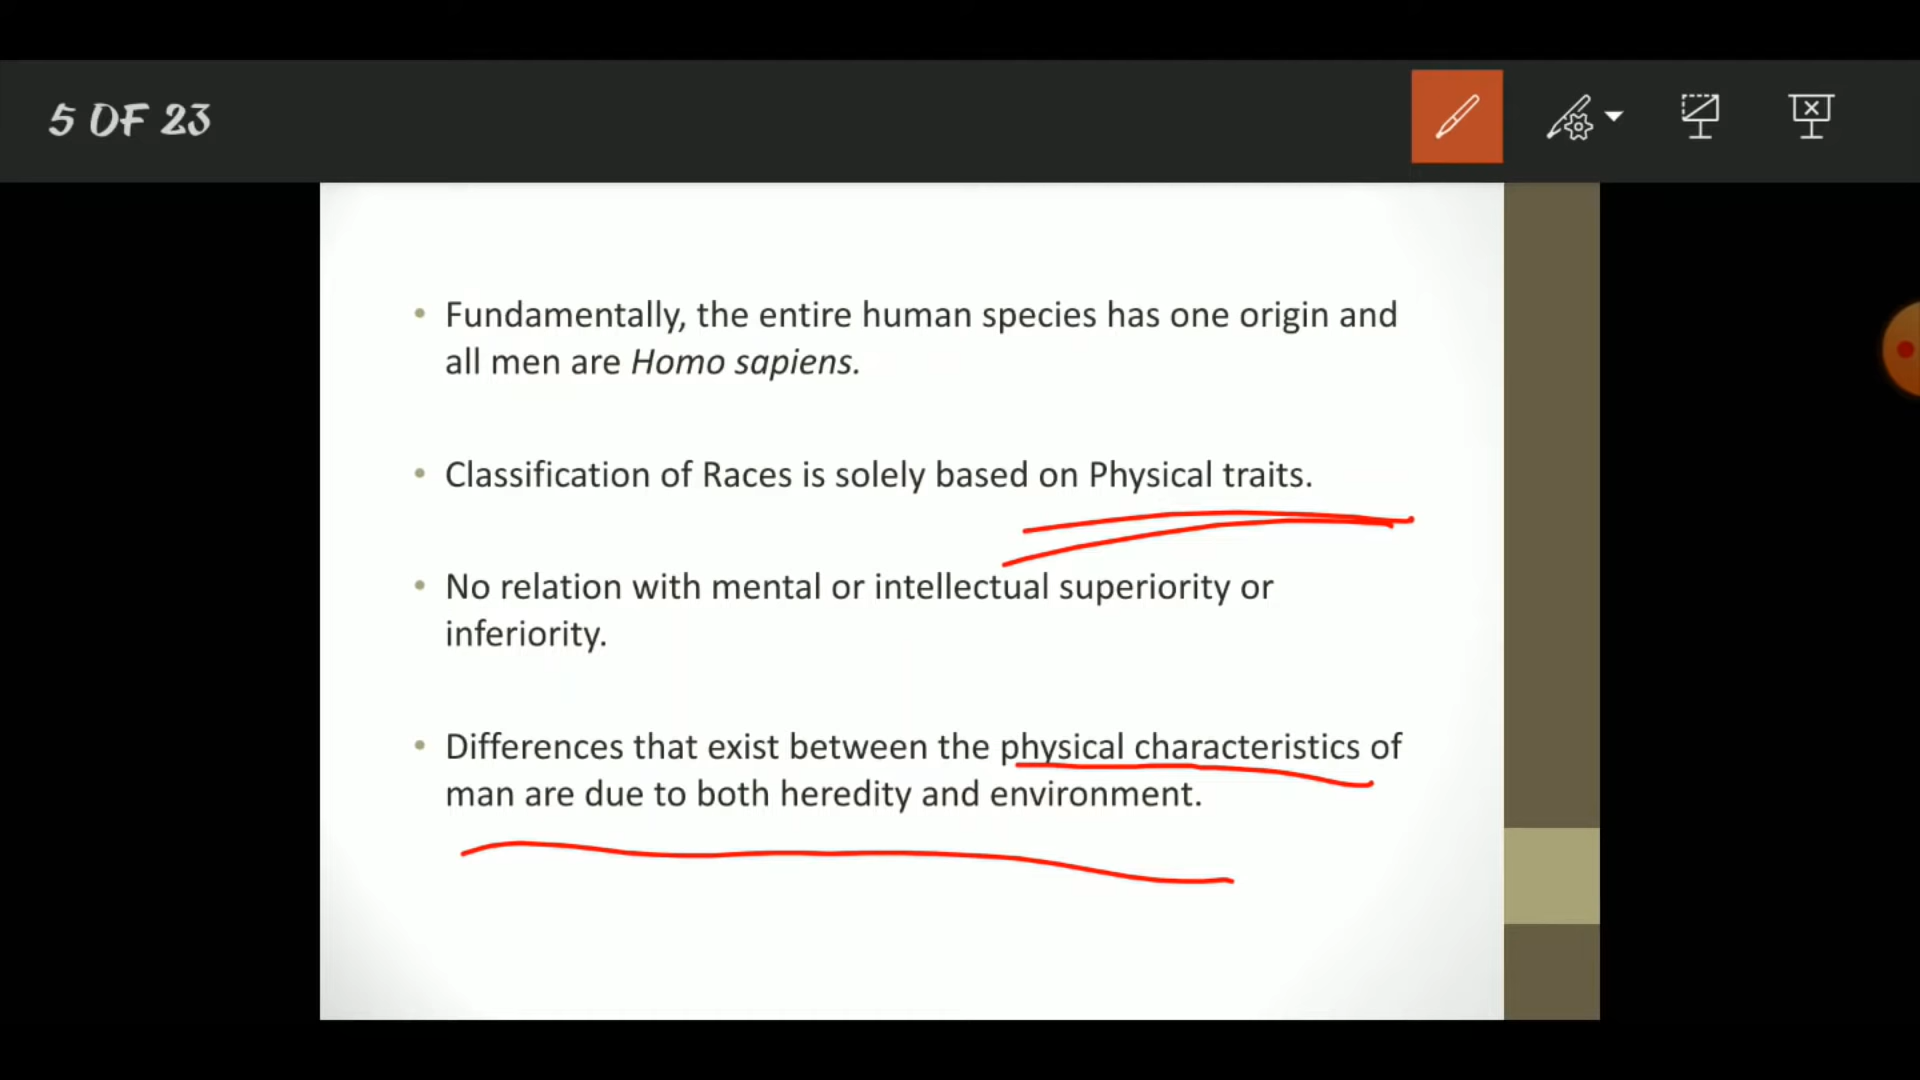 5 OF 23
• Fundamentally, the entire human species has one origin and
all men are Homo sapiens.
• Classification of Races is solely based on Physical traits.
• No relation with mental or intellectual superiority or
inferiority.
• Differences that exist between the physical characteristics of
man are due to both heredity and environment.